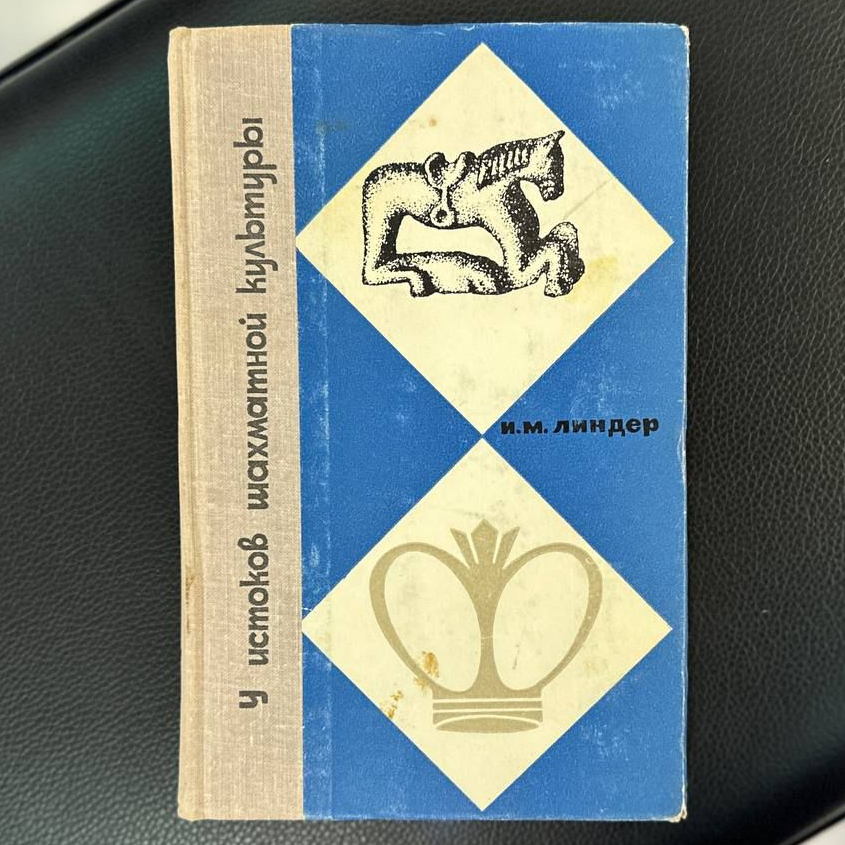 у истоков шахматной культуры
и.м. линдер